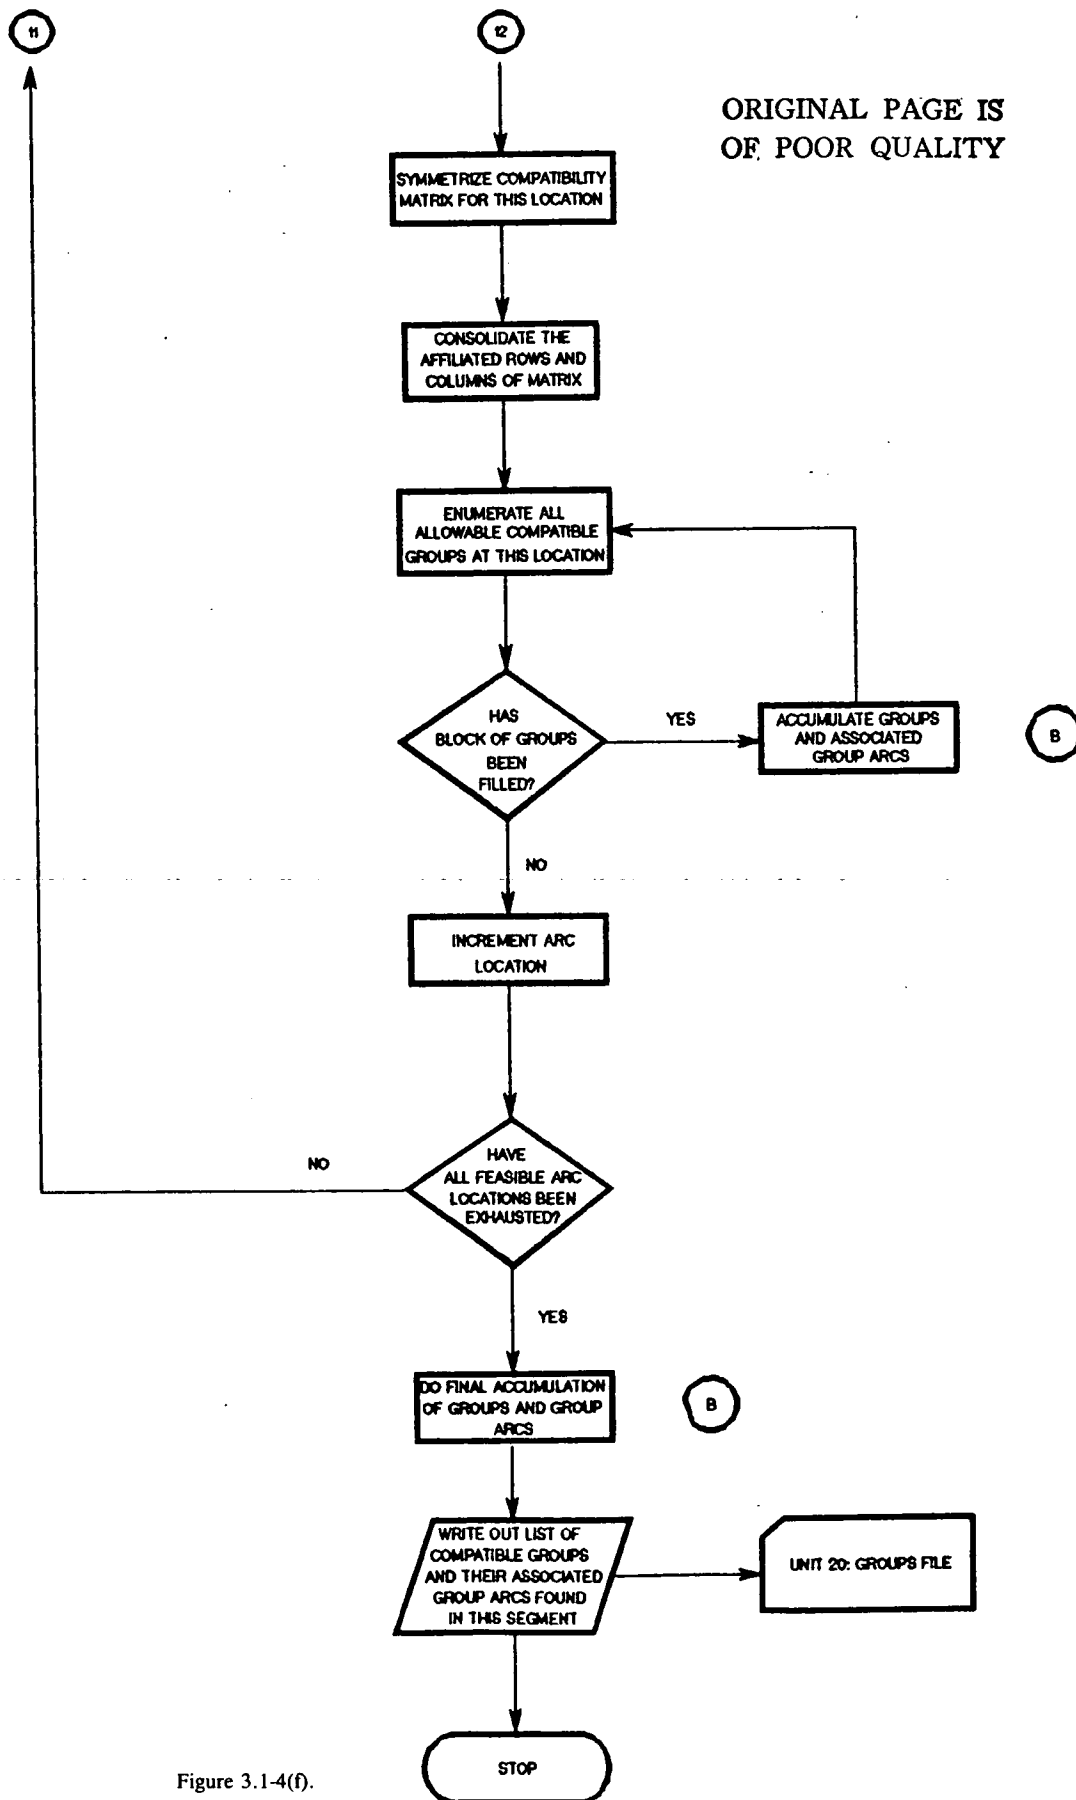 11
12
ORIGINAL PAGE IS
OF POOR QUALITY
SYMMETRIZE COMPATIBILITY
MATRIX FOR THIS LOCATION
CONSOLIDATE THE
AFFILIATED ROWS AND
COLUMNS OF MATRIX
ENUMERATE ALL
ALLOWABLE COMPATIBLE
GROUPS AT THIS LOCATION
HAS
BLOCK OF GROUPS
BEEN
FILLED?
YES
ACCUMULATE GROUPS
AND ASSOCIATED
GROUP ARCS
B
NO
INCREMENT ARC
LOCATION
HAVE
ALL FEASIBLE ARC
LOCATIONS BEEN
EXHAUSTED?
NO
YES
DO FINAL ACCUMULATION
OF GROUPS AND GROUP
ARCS
B
WRITE OUT LIST OF
COMPATIBLE GROUPS
AND THEIR ASSOCIATED
GROUP ARCS FOUND
IN THIS SEGMENT
UNIT 20: GROUPS FILE
STOP
Figure 3.1-4(f).